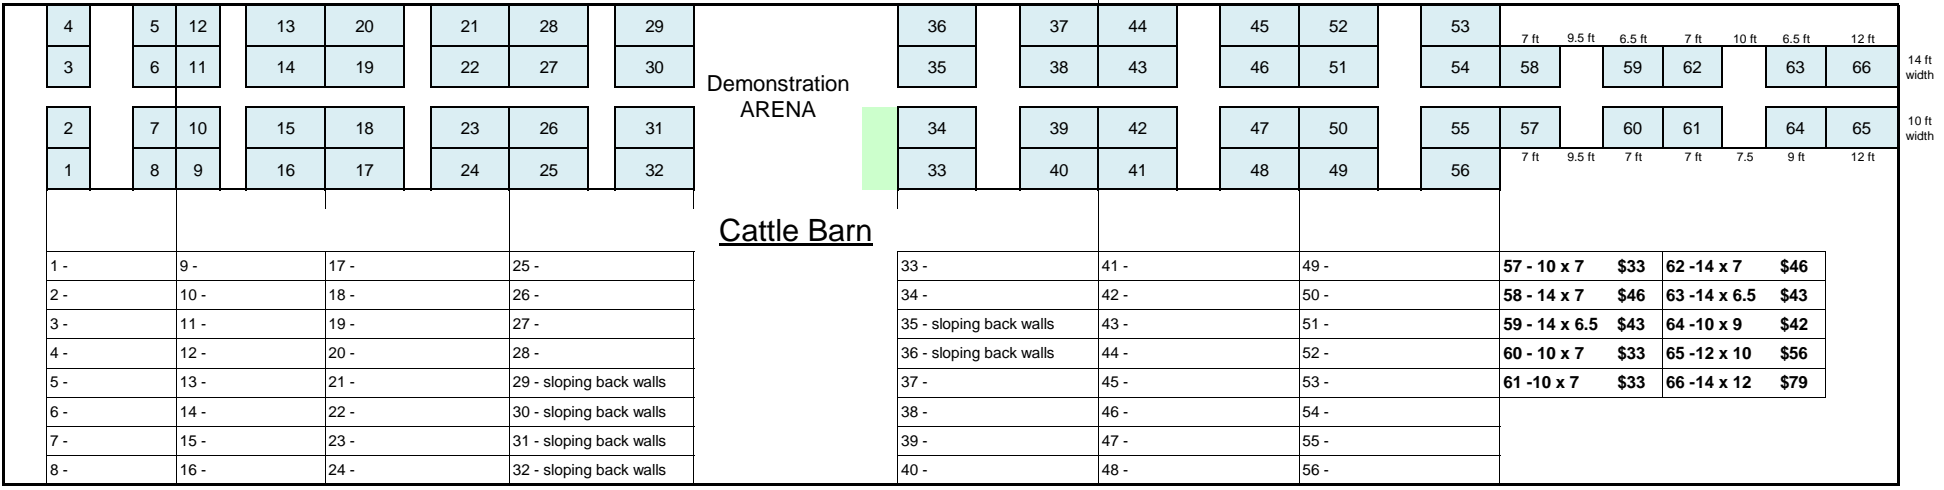 4 5 12 13 20 21 28 29 36 37 44 45 52 53
7 ft 9.5 ft 6.5 ft 7 ft 10 ft 6.5 ft 12 ft
3 6 11 14 19 22 27 30 35 38 43 46 51 54 58 59 62 63 66
14 ft
width
Demonstration
ARENA
2 7 10 15 18 23 26 31 34 39 42 47 50 55 57 60 61 64 65
10 ft
width
7 ft 9.5 ft 7 ft 7 ft 7.5 9 ft 12 ft
1 8 9 16 17 24 25 32 33 40 41 48 49 56
Cattle Barn
1 - 9 - 17 - 25 - 33 - 41 - 49 - 57 - 10 x 7 $33 62 -14 x 7 $46
2 - 10 - 18 - 26 - 34 - 42 - 50 - 58 - 14 x 7 $46 63 -14 x 6.5 $43
3 - 11 - 19 - 27 - 35 - sloping back walls 43 - 51 - 59 - 14 x 6.5 $43 64 -10 x 9 $42
4 - 12 - 20 - 28 - 36 - sloping back walls 44 - 52 - 60 - 10 x 7 $33 65 -12 x 10 $56
5 - 13 - 21 - 29 - sloping back walls 37 - 45 - 53 - 61 -10 x 7 $33 66 -14 x 12 $79
6 - 14 - 22 - 30 - sloping back walls 38 - 46 - 54 -
7 - 15 - 23 - 31 - sloping back walls 39 - 47 - 55 -
8 - 16 - 24 - 32 - sloping back walls 40 - 48 - 56 -